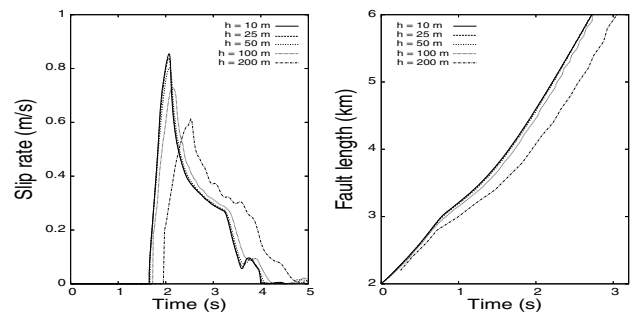 1
0.8
0.6
0.4
0.2
0
Slip rate (m/s)
h = 10 m
h = 25 m
h = 50 m
h = 100 m
h = 200 m
0 1 2 3 4 5
Time (s)
6
5
4
3
2
Fault length (km)
h = 10 m
h = 25 m
h = 50 m
h = 100 m
h = 200 m
0 1 2 3
Time (s)